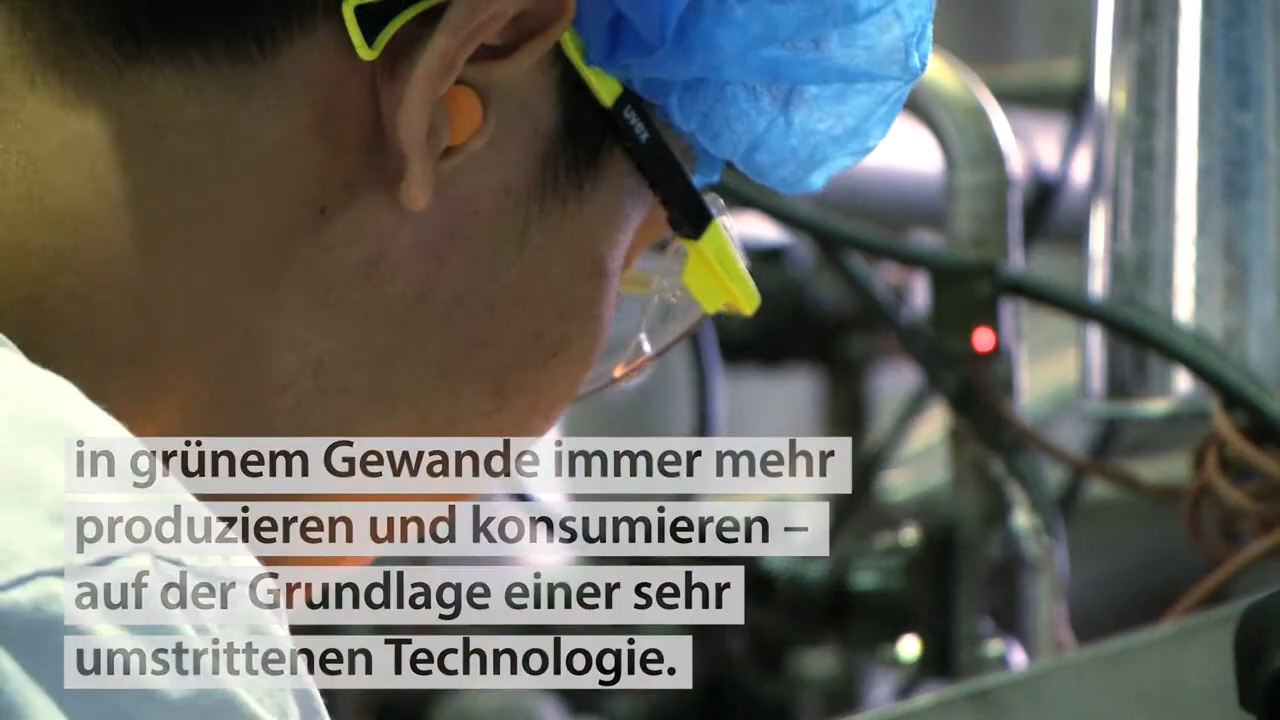 uvex
in grünem Gewande immer mehr
produzieren und konsumieren –
auf der Grundlage einer sehr
umstrittenen Technologie.